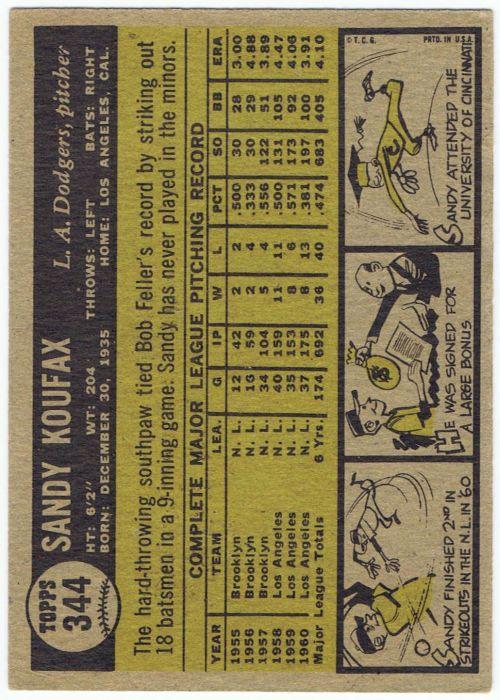 TOPPS
344
SANDY KOUFAX
L. A. Dodgers, pitcher
HT: 6'2" WT: 204 THROWS: LEFT BATS: RIGHT
BORN: DECEMBER 30, 1935 HOME: LOS ANGELES, CAL.
The hard-throwing southpaw tied Bob Feller's record by striking out
18 batsmen in a 9-inning game. Sandy has never played in the minors.
COMPLETE MAJOR LEAGUE PITCHING RECORD
YEAR TEAM LEA. G IP W L PCT SO BB ERA
1955 Brooklyn N. L. 12 42 2 2 .500 30 28 3.00
1956 Brooklyn N. L. 16 59 2 4 .333 30 29 4.88
1957 Brooklyn N. L. 34 104 5 4 .556 122 51 3.89
1958 Los Angeles N. L. 40 159 11 11 .500 131 105 4.47
1959 Los Angeles N. L. 35 153 8 6 .571 173 92 4.06
1960 Los Angeles N. L. 37 175 8 13 .381 197 100 3.91
Major League Totals 6 Yrs. 174 692 36 40 .474 683 405 4.10
SANDY FINISHED 2ND IN
STRIKEOUTS IN THE N.L. IN '60
HE WAS SIGNED FOR
A LARGE BONUS
SANDY ATTENDED THE
UNIVERSITY OF CINCINNATI
© T. C. G. PRTD. IN U.S.A.